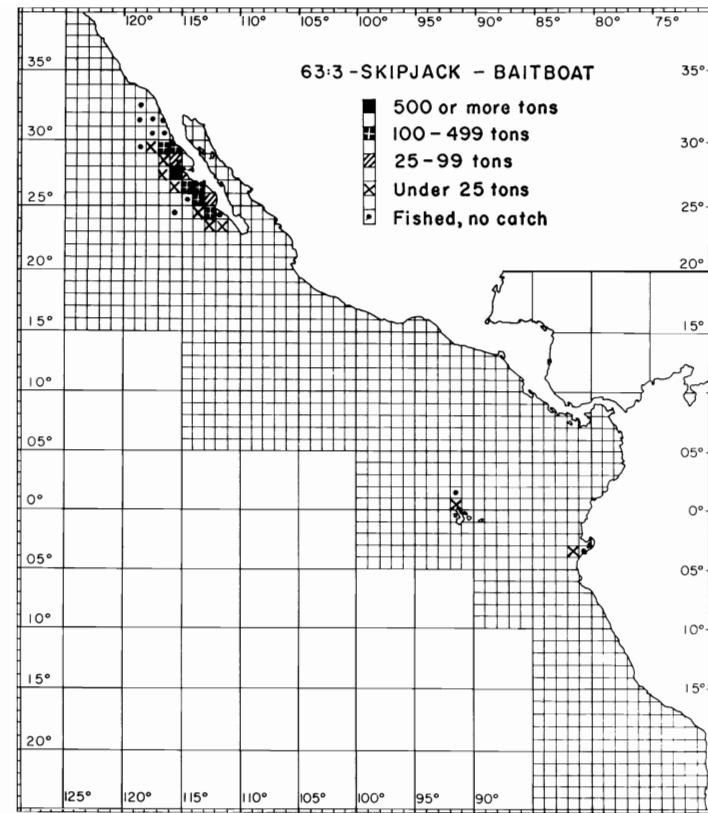 120° 115° 110° 105° 100° 95° 90° 85° 80° 75° 70°
63:3-SKIPJACK - BAITBOAT
500 or more tons
100-499 tons
25-99 tons
Under 25 tons
Fished, no catch
35° 35°
30° 30°
25° 25°
20° 20°
15° 15°
10° 10°
05° 05°
0° 0°
05° 05°
10° 10°
15° 15°
20°
125° 120° 115° 110° 105° 100° 95° 90°